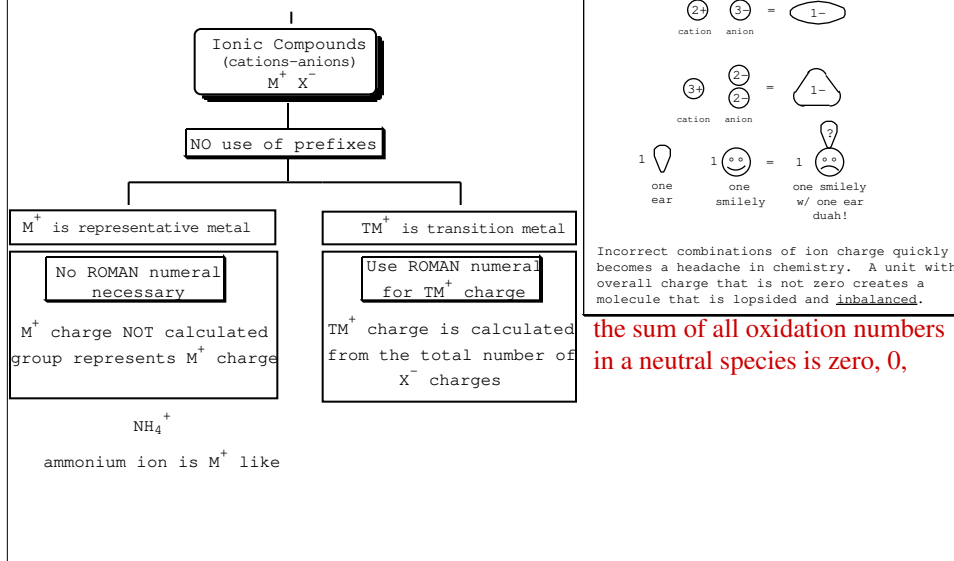 Ionic Compounds
(cations-anions)
M⁺ X⁻
NO use of prefixes
M⁺ is representative metal
No ROMAN numeral
necessary
M⁺ charge NOT calculated
group represents M⁺ charge
NH₄⁺
ammonium ion is M⁺ like
TM⁺ is transition metal
Use ROMAN numeral
for TM⁺ charge
TM⁺ charge is calculated
from the total number of
X⁻ charges
2+ 3- = 1-
cation anion
3+ 2- 2- = 1-
cation anion
?
1 1 = 1
one one one smilely
ear smilely w/ one ear
duah!
Incorrect combinations of ion charge quickly
becomes a headache in chemistry. A unit with
overall charge that is not zero creates a
molecule that is lopsided and inbalanced.
the sum of all oxidation numbers
in a neutral species is zero, 0,